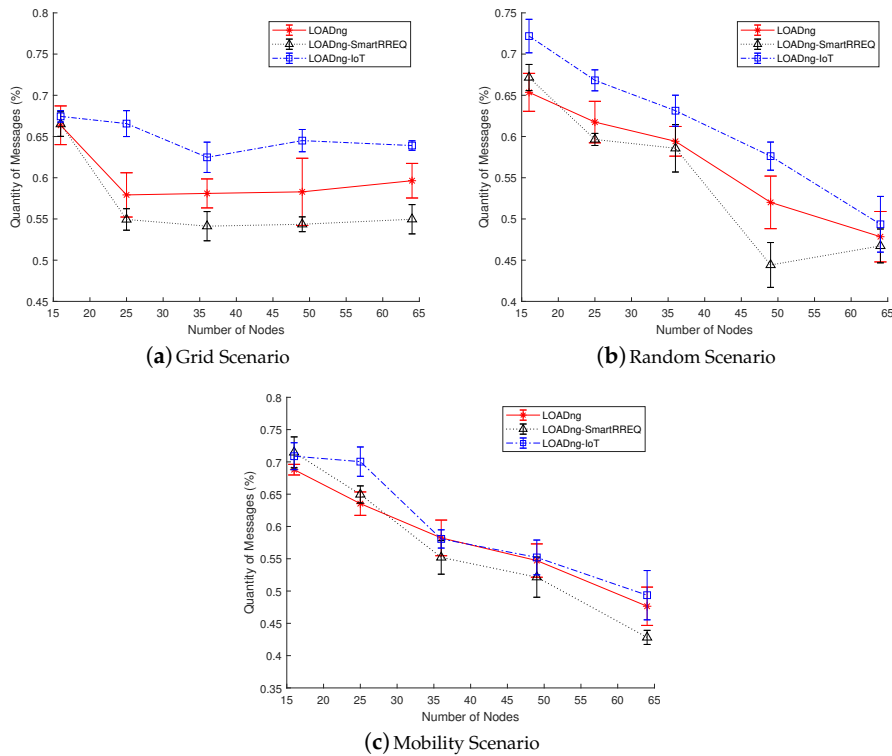 0.8
0.75
0.7
0.65
0.6
0.55
0.5
0.45
Quantity of Messages (%)
15 20 25 30 35 40 45 50 55 60 65
Number of Nodes
LOADng
LOADng-SmartRREQ
LOADng-IoT
(a) Grid Scenario
0.75
0.7
0.65
0.6
0.55
0.5
0.45
0.4
Quantity of Messages (%)
15 20 25 30 35 40 45 50 55 60 65
Number of Nodes
LOADng
LOADng-SmartRREQ
LOADng-IoT
(b) Random Scenario
0.8
0.75
0.7
0.65
0.6
0.55
0.5
0.45
0.4
0.35
Quantity of Messages (%)
15 20 25 30 35 40 45 50 55 60 65
Number of Nodes
LOADng
LOADng-SmartRREQ
LOADng-IoT
(c) Mobility Scenario